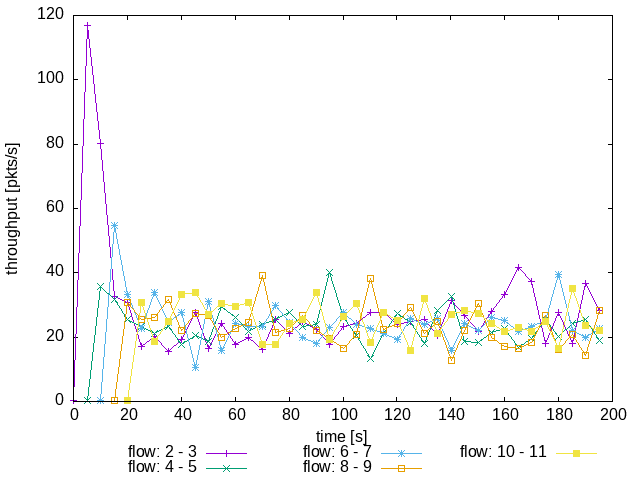 120
100
80
60
40
20
0
throughput [pkts/s]
0 20 40 60 80 100 120 140 160 180 200
time [s]
flow: 2 - 3 flow: 6 - 7 flow: 10 - 11
flow: 4 - 5 flow: 8 - 9